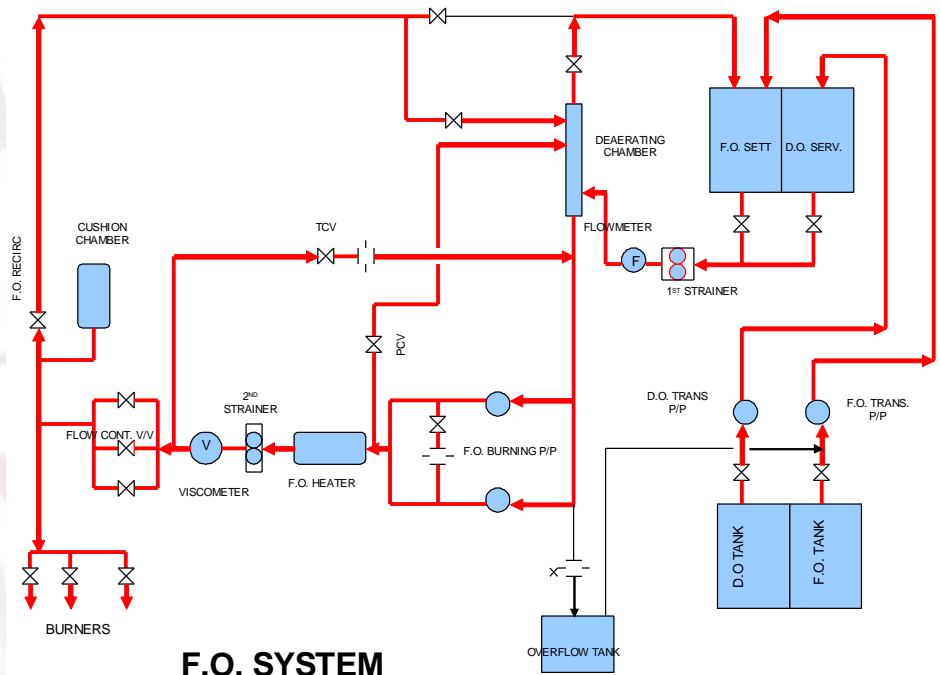 DEAERATING
CHAMBER
F.O. SETT
D.O. SERV.
F.O. RECIRC
CUSHION
CHAMBER
TCV
FLOWMETER
F
1ST STRAINER
PCV
2ND
STRAINER
D.O. TRANS
P/P
F.O. TRANS.
P/P
FLOW CONT. V/V
V
F.O. BURNING P/P
VISCOMETER
F.O. HEATER
D.O TANK
F.O. TANK
BURNERS
OVERFLOW TANK
F.O. SYSTEM